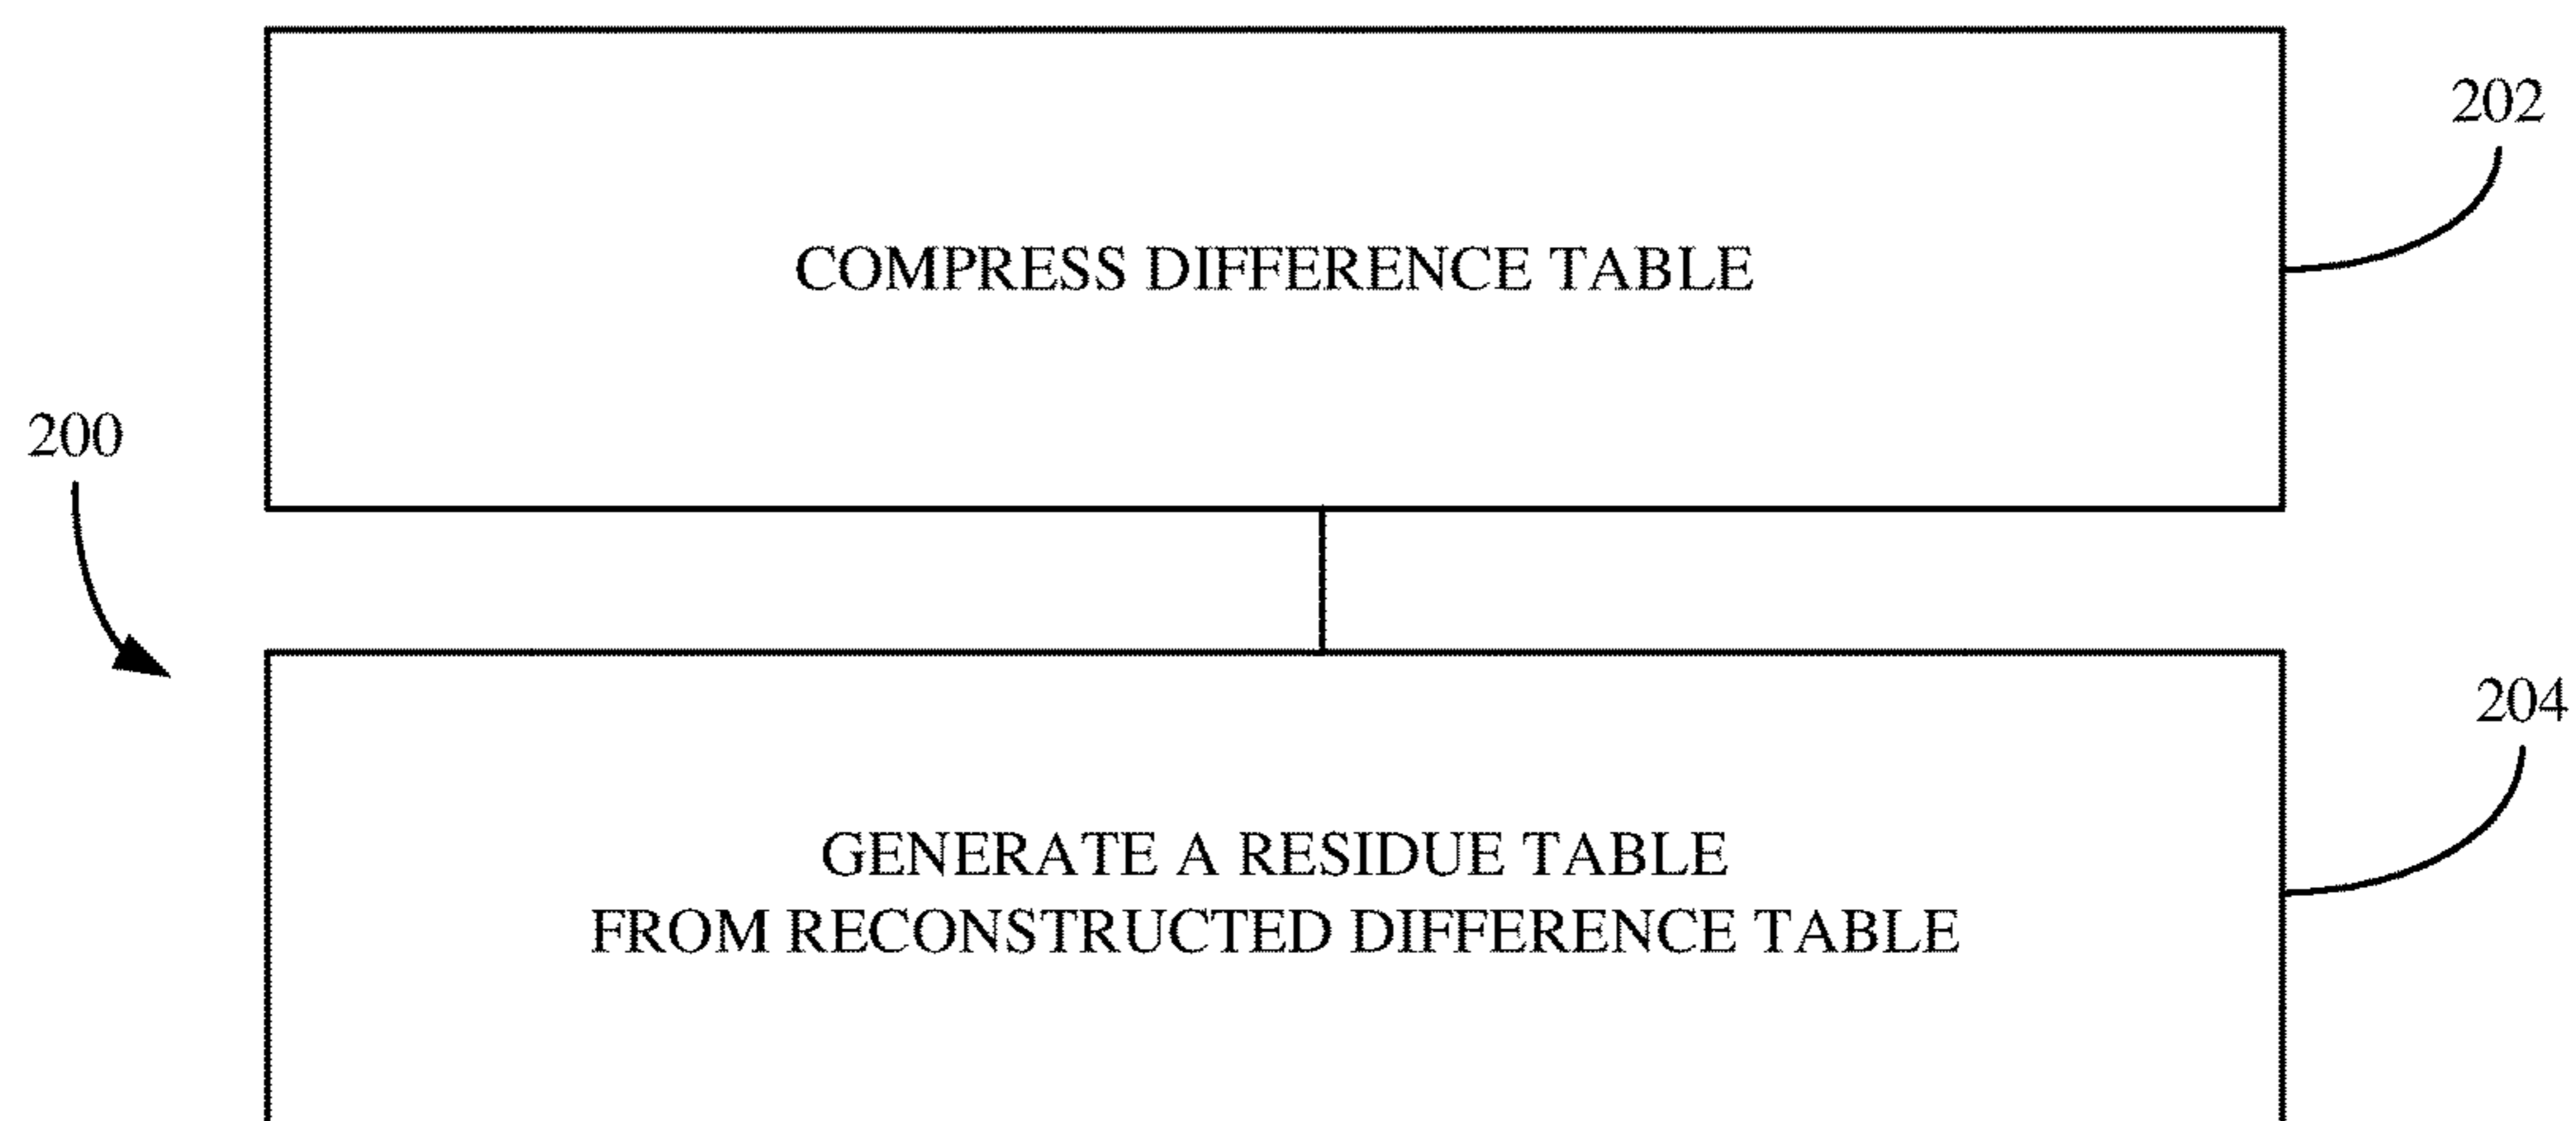 202
COMPRESS DIFFERENCE TABLE
200
204
GENERATE A RESIDUE TABLE
FROM RECONSTRUCTED DIFFERENCE TABLE